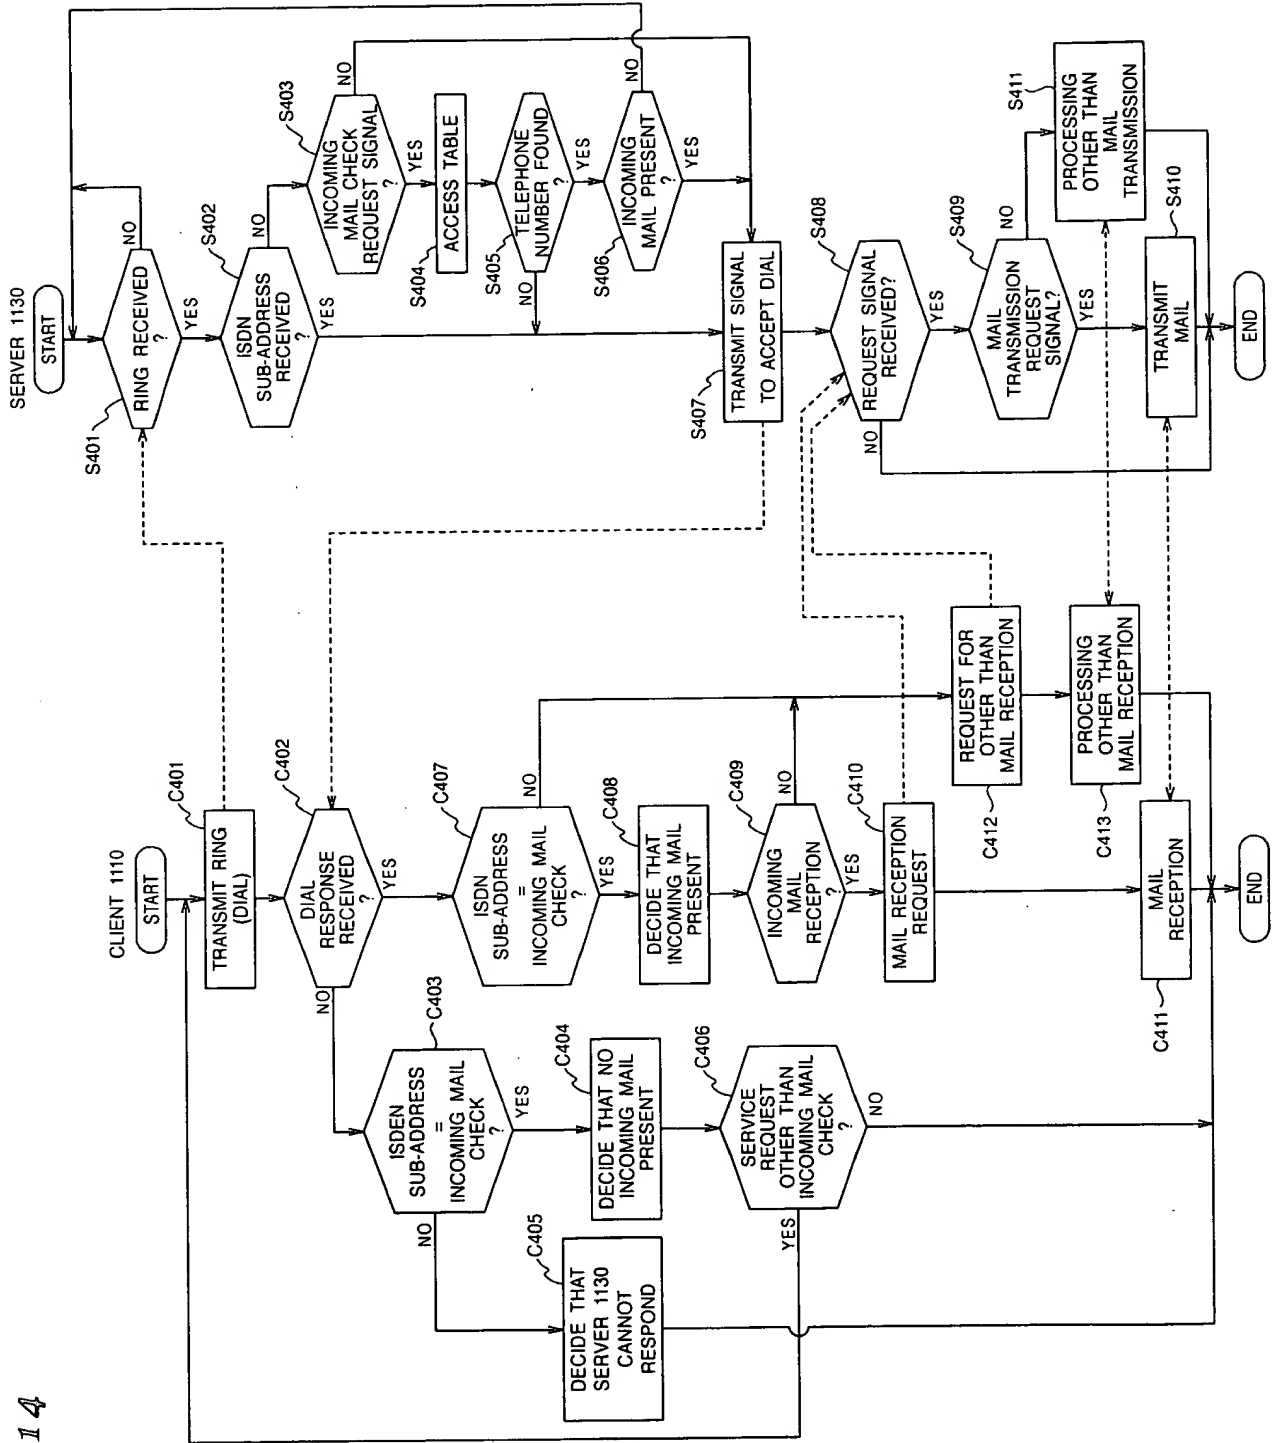 14
CLIENT 1110
START
C401
TRANSMIT RING
(DIAL)
C402
DIAL
RESPONSE
RECEIVED
?
NO
YES
C403
ISDEN
SUB-ADDRESS
=
INCOMING MAIL
CHECK
?
NO
YES
C404
DECIDE THAT NO
INCOMING MAIL
PRESENT
C405
DECIDE THAT
SERVER 1130
CANNOT
RESPOND
C406
SERVICE
REQUEST
OTHER THAN
INCOMING MAIL
CHECK
?
YES
NO
C407
ISDN
SUB-ADDRESS
=
INCOMING MAIL
CHECK
?
NO
YES
C408
DECIDE THAT
INCOMING MAIL
PRESENT
C409
INCOMING
MAIL
RECEPTION
?
NO
YES
C410
MAIL RECEPTION
REQUEST
C412
REQUEST FOR
OTHER THAN
MAIL RECEPTION
C413
PROCESSING
OTHER THAN
MAIL RECEPTION
C411
MAIL
RECEPTION
END
SERVER 1130
START
S401
RING RECEIVED
?
NO
YES
S402
ISDN
SUB-ADDRESS
RECEIVED
?
NO
YES
S403
INCOMING
MAIL CHECK
REQUEST SIGNAL
?
NO
YES
S404
ACCESS TABLE
S405
TELEPHONE
NUMBER FOUND
?
NO
YES
S406
INCOMING
MAIL PRESENT
?
NO
YES
S407
TRANSMIT SIGNAL
TO ACCEPT DIAL
S408
REQUEST SIGNAL
RECEIVED?
NO
YES
S409
MAIL
TRANSMISSION
REQUEST
SIGNAL?
NO
YES
S411
PROCESSING
OTHER THAN
MAIL
TRANSMISSION
S410
TRANSMIT
MAIL
END